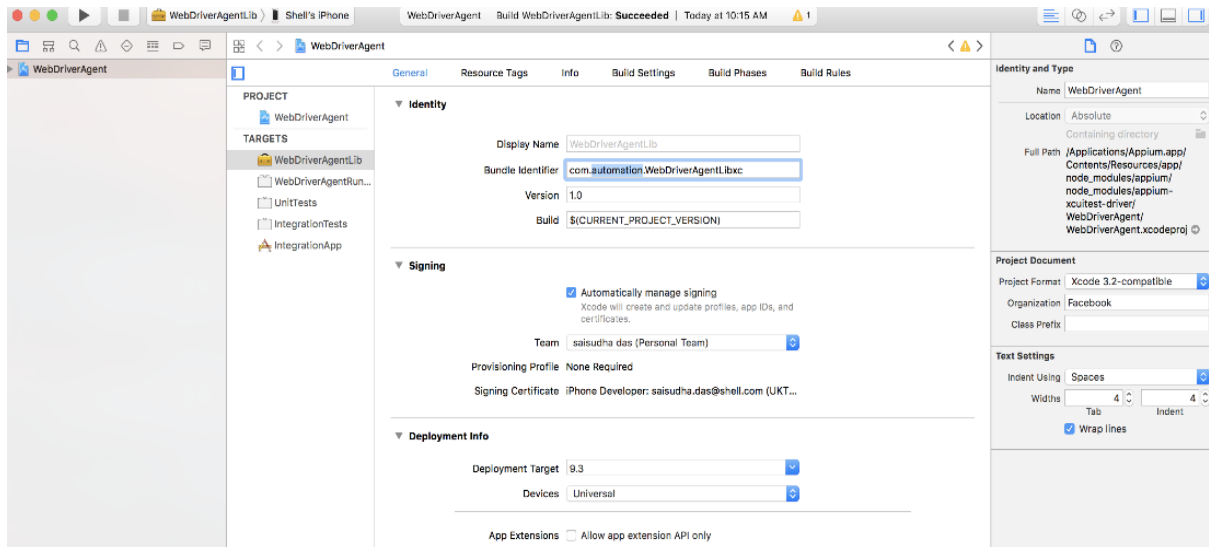 WebDriverAgentLib 〉 Shell's iPhone
WebDriverAgent Build WebDriverAgentLib: Succeeded | Today at 10:15 AM 1
WebDriverAgent
WebDriverAgent
General Resource Tags Info Build Settings Build Phases Build Rules
PROJECT
WebDriverAgent
TARGETS
WebDriverAgentLib
WebDriverAgentRun...
UnitTests
IntegrationTests
IntegrationApp
Identity
Display Name WebDriverAgentLib
Bundle Identifier com.automation.WebDriverAgentLibxc
Version 1.0
Build $(CURRENT_PROJECT_VERSION)
Signing
Automatically manage signing
Xcode will create and update profiles, app IDs, and
certificates.
Team saisudha das (Personal Team)
Provisioning Profile None Required
Signing Certificate iPhone Developer: saisudha.das@shell.com (UKT...
Deployment Info
Deployment Target 9.3
Devices Universal
App Extensions Allow app extension API only
Identity and Type
Name WebDriverAgent
Location Absolute
Containing directory
Full Path /Applications/Appium.app/
Contents/Resources/app/
node_modules/appium/
node_modules/appium-
xcuitest-driver/
WebDriverAgent/
WebDriverAgent.xcodeproj
Project Document
Project Format Xcode 3.2-compatible
Organization Facebook
Class Prefix
Text Settings
Indent Using Spaces
Widths 4 4
Tab Indent
Wrap lines